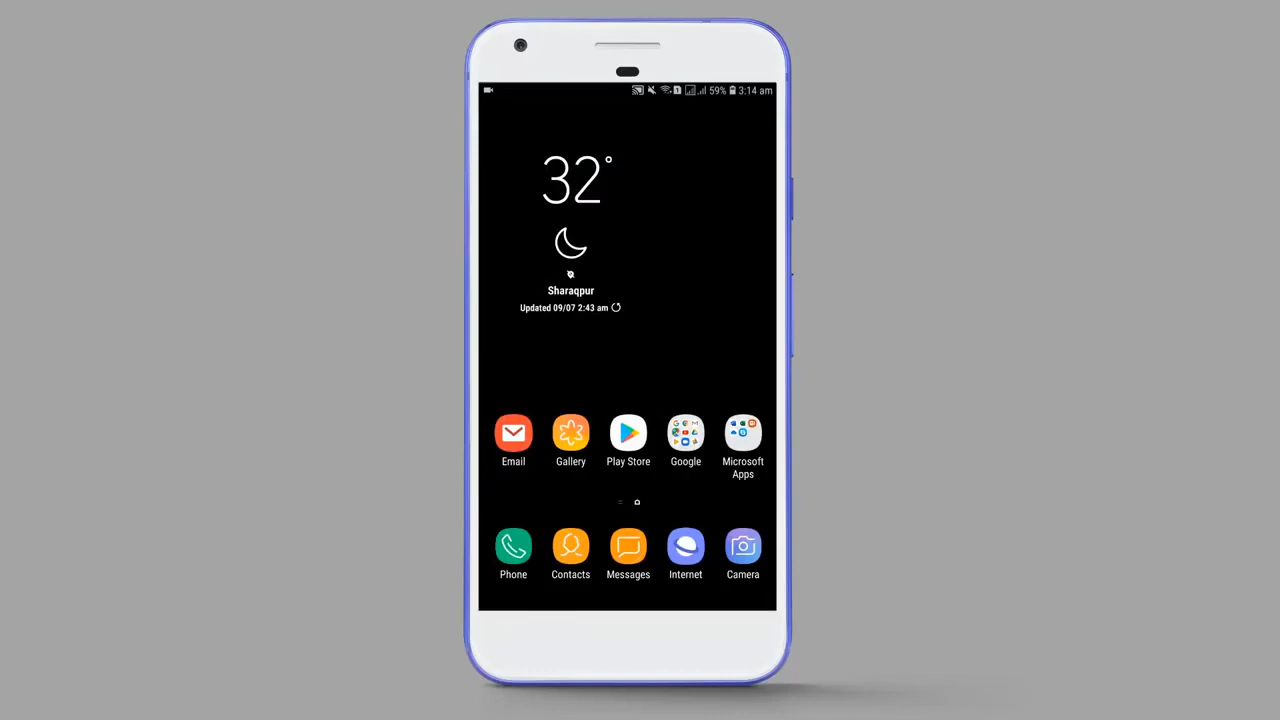 59% 3:14 am
32°
Sharaqpur
Updated 09/07 2:43 am
Email Gallery Play Store Google Microsoft Apps
Phone Contacts Messages Internet Camera